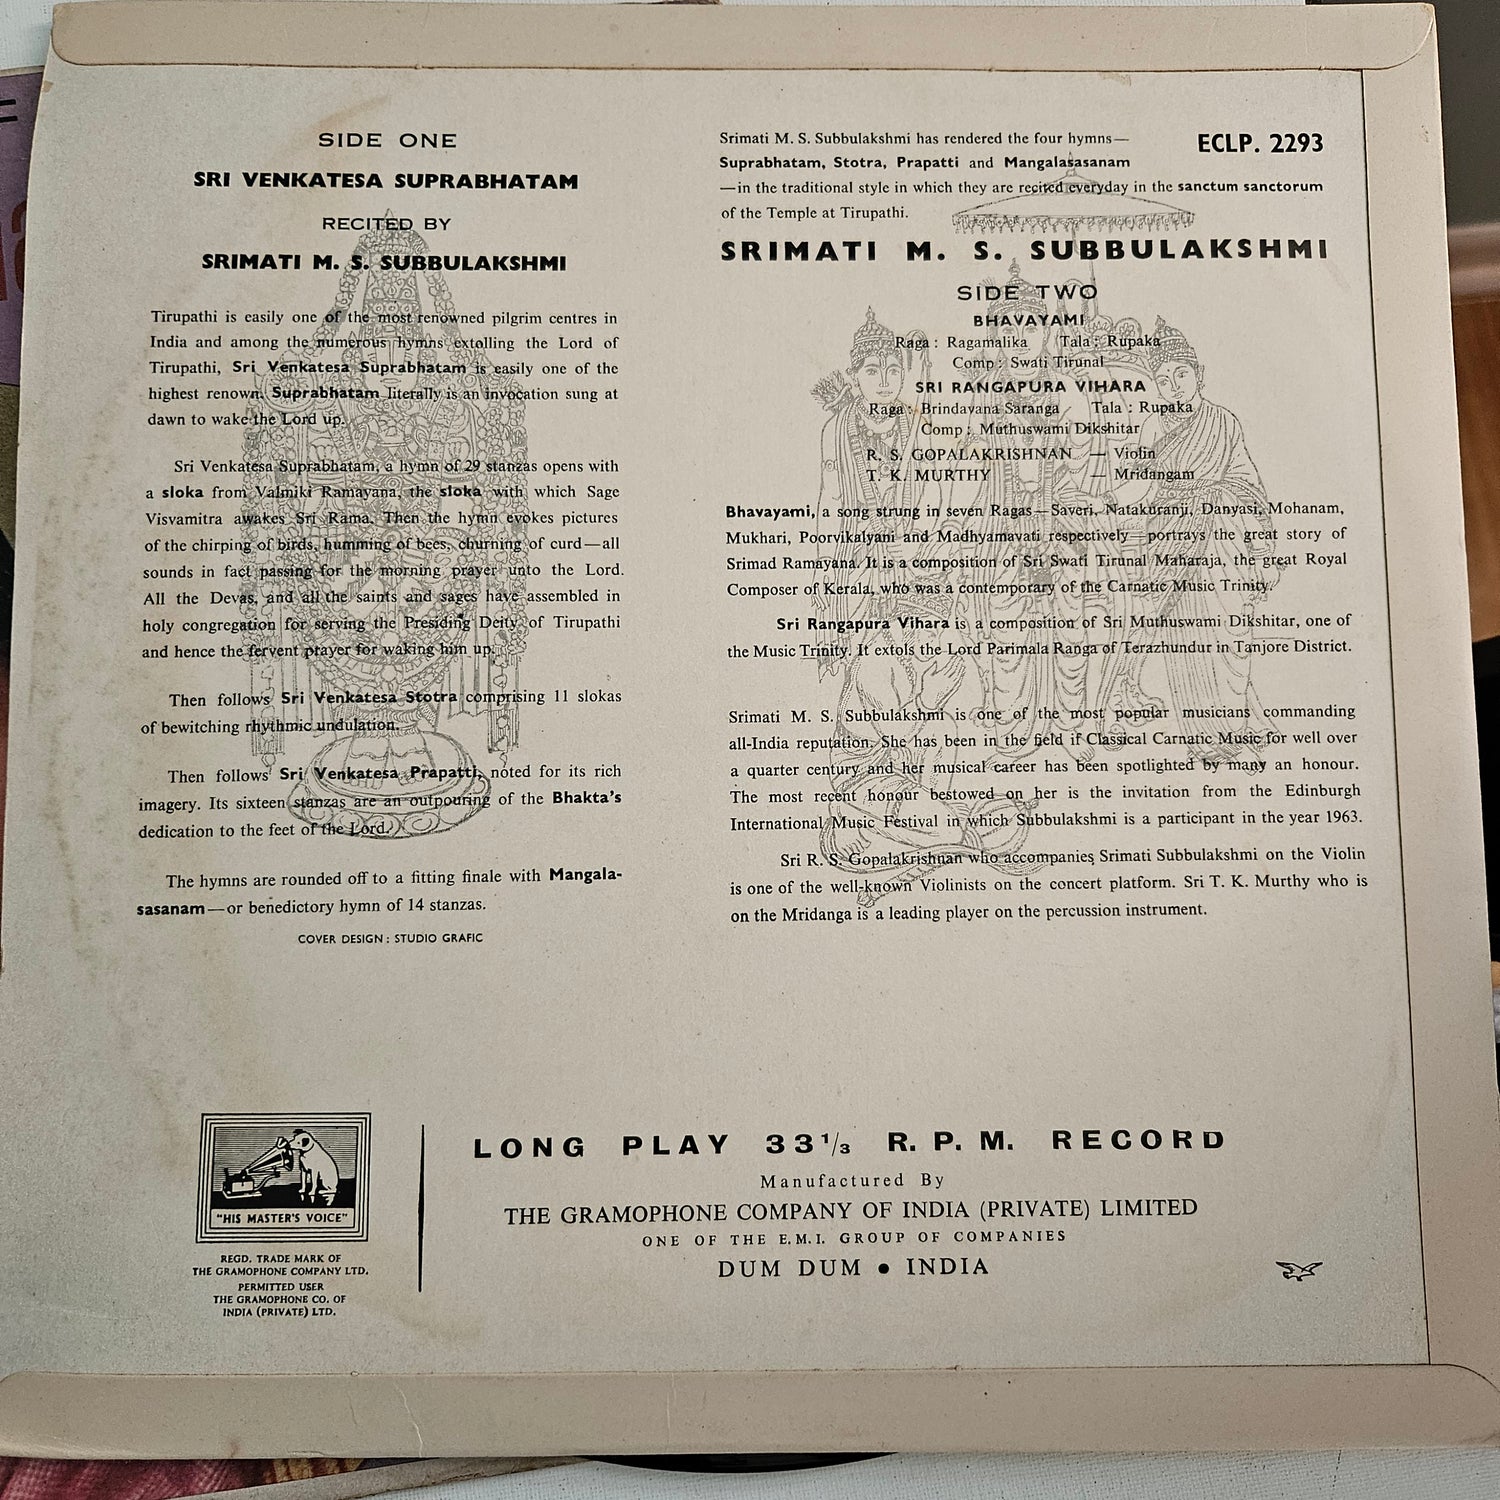 SIDE ONE
SRI VENKATESA SUPRABHATAM
RECITED BY
SRIMATI M. S. SUBBULAKSHMI
Tirupathi is easily one of the most renowned pilgrim centres in
India and among the numerous hymns extolling the Lord of
Tirupathi, Sri Venkatesa Suprabhatam is easily one of the
highest renown. Suprabhatam literally is an invocation sung at
dawn to wake the Lord up.
Sri Venkatesa Suprabhatam, a hymn of 29 stanzas opens with
a sloka from Valmiki Ramayana, the sloka with which Sage
Visvamitra awakes Sri Rama. Then the hymn evokes pictures
of the chirping of birds, humming of bees, churning of curd—all
sounds in fact passing for the morning prayer unto the Lord.
All the Devas, and all the saints and sages have assembled in
holy congregation for serving the Presiding Deity of Tirupathi
and hence the fervent prayer for waking him up.
Then follows Sri Venkatesa Stotra comprising 11 slokas
of bewitching rhythmic undulation.
Then follows Sri Venkatesa Prapatti, noted for its rich
imagery. Its sixteen stanzas are an outpouring of the Bhakta's
dedication to the feet of the Lord.
The hymns are rounded off to a fitting finale with Mangala-
sasanam—or benedictory hymn of 14 stanzas.
COVER DESIGN : STUDIO GRAFIC
Srimati M. S. Subbulakshmi has rendered the four hymns—
Suprabhatam, Stotra, Prapatti and Mangalasasanam
—in the traditional style in which they are recited everyday in the sanctum sanctorum
of the Temple at Tirupathi.
ECLP. 2293
SRIMATI M. S. SUBBULAKSHMI
SIDE TWO
BHAVAYAMI
Raga : Ragamalika Tala : Rupaka
Comp : Swati Tirunal
SRI RANGAPURA VIHARA
Raga : Brindavana Saranga Tala : Rupaka
Comp : Muthuswami Dikshitar
R. S. GOPALAKRISHNAN — Violin
T. K. MURTHY — Mridangam
Bhavayami, a song strung in seven Ragas—Saveri, Natakuranji, Danyasi, Mohanam,
Mukhari, Poorvikalyani and Madhyamavati respectively—portrays the great story of
Srimad Ramayana. It is a composition of Sri Swati Tirunal Maharaja, the great Royal
Composer of Kerala, who was a contemporary of the Carnatic Music Trinity.
Sri Rangapura Vihara is a composition of Sri Muthuswami Dikshitar, one of
the Music Trinity. It extols the Lord Parimala Ranga of Terazhundur in Tanjore District.
Srimati M. S. Subbulakshmi is one of the most popular musicians commanding
all-India reputation. She has been in the field if Classical Carnatic Music for well over
a quarter century and her musical career has been spotlighted by many an honour.
The most recent honour bestowed on her is the invitation from the Edinburgh
International Music Festival in which Subbulakshmi is a participant in the year 1963.
Sri R. S. Gopalakrishnan who accompanies Srimati Subbulakshmi on the Violin
is one of the well-known Violinists on the concert platform. Sri T. K. Murthy who is
on the Mridanga is a leading player on the percussion instrument.
"HIS MASTER'S VOICE"
REGD. TRADE MARK OF
THE GRAMOPHONE COMPANY LTD.
PERMITTED USER
THE GRAMOPHONE CO. OF
INDIA (PRIVATE) LTD.
LONG PLAY 33 1/3 R. P. M. RECORD
Manufactured By
THE GRAMOPHONE COMPANY OF INDIA (PRIVATE) LIMITED
ONE OF THE E.M.I. GROUP OF COMPANIES
DUM DUM ● INDIA